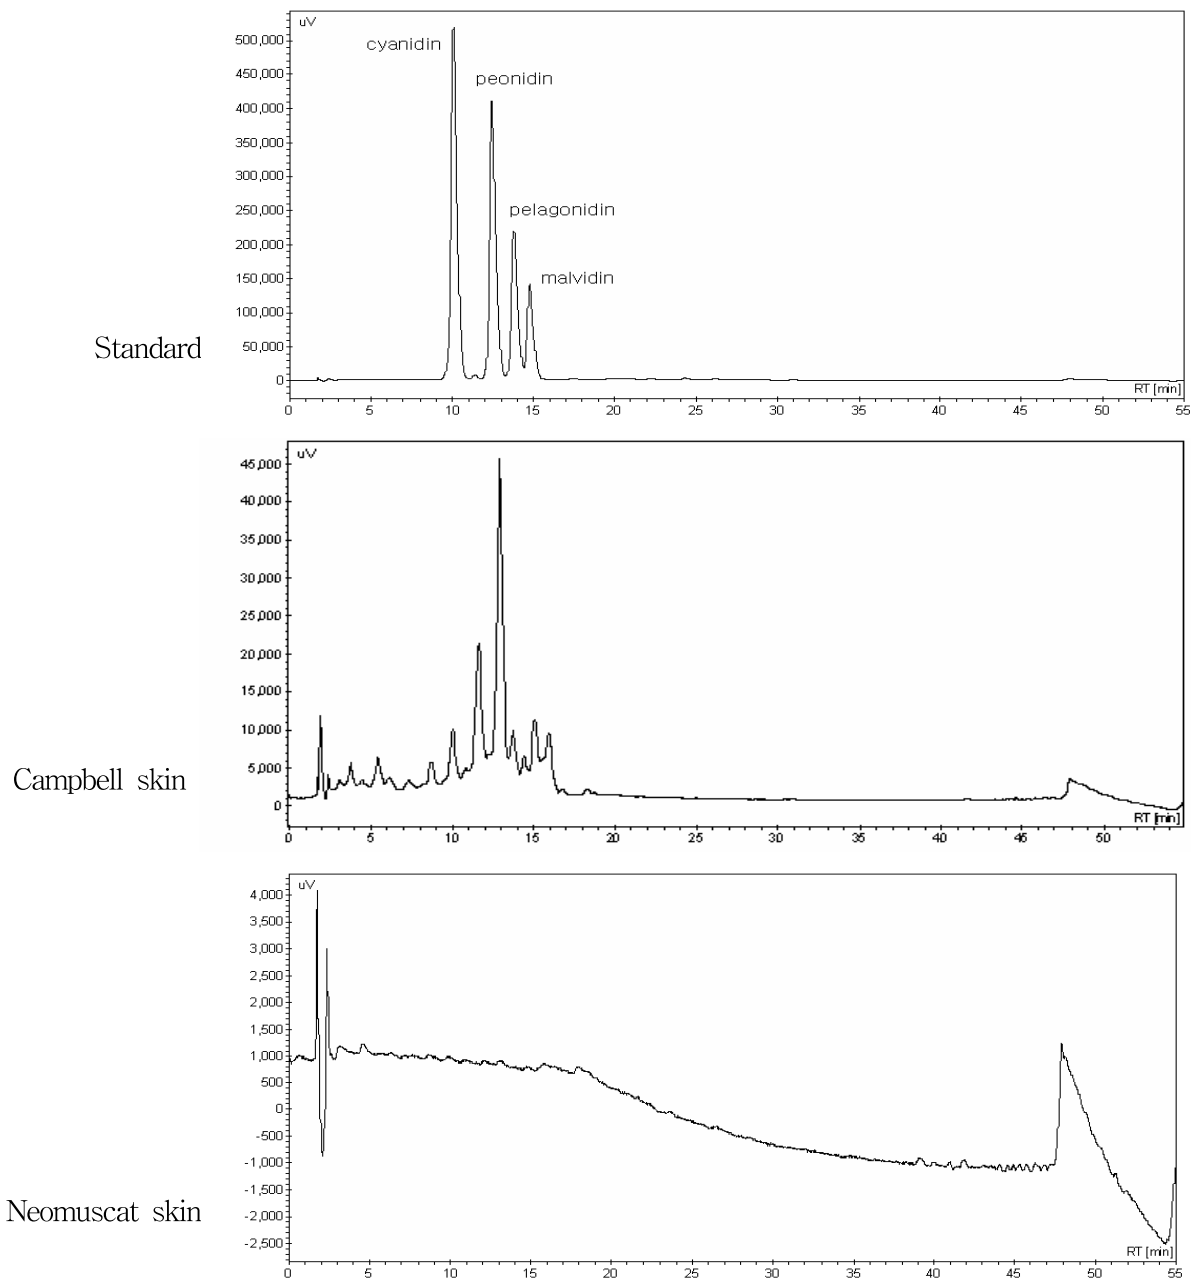 uV
500,000
cyanidin
450,000
peonidin
400,000
350,000
300,000
250,000
pelagonidin
200,000
150,000
malvidin
100,000
Standard
50,000
0
RT [min]
0 5 10 15 20 25 30 35 40 45 50 55
uV
45,000
40,000
35,000
30,000
25,000
20,000
15,000
10,000
5,000
Campbell skin
0
RT [min]
0 5 10 15 20 25 30 35 40 45 50
uV
4,000
3,500
3,000
2,500
2,000
1,500
1,000
500
0
-500
-1,000
-1,500
Neomuscat skin
-2,000
-2,500
RT [min]
0 5 10 15 20 25 30 35 40 45 50 55